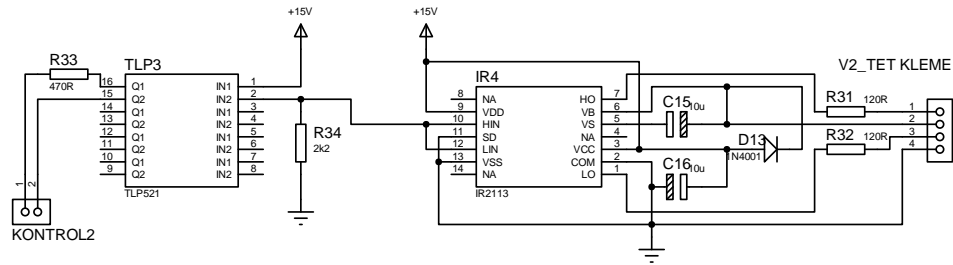 +15V
+15V
R33
470R
TLP3
16 Q1 IN1 1
15 Q2 IN2 2
14 Q1 IN1 3
13 Q2 IN2 4
12 Q1 IN1 5
11 Q2 IN2 6
10 Q1 IN1 7
9 Q2 IN2 8
TLP521
R34
2k2
1 2
KONTROL2
IR4
8 NA HO 7
9 VDD VB 6
10 HIN VS 5
11 SD NA 4
12 LIN VCC 3
13 VSS COM 2
14 NA LO 1
IR2113
C15
10u
C16
10u
D13
1N4001
R31
120R
R32
120R
V2_TET KLEME
1
2
3
4